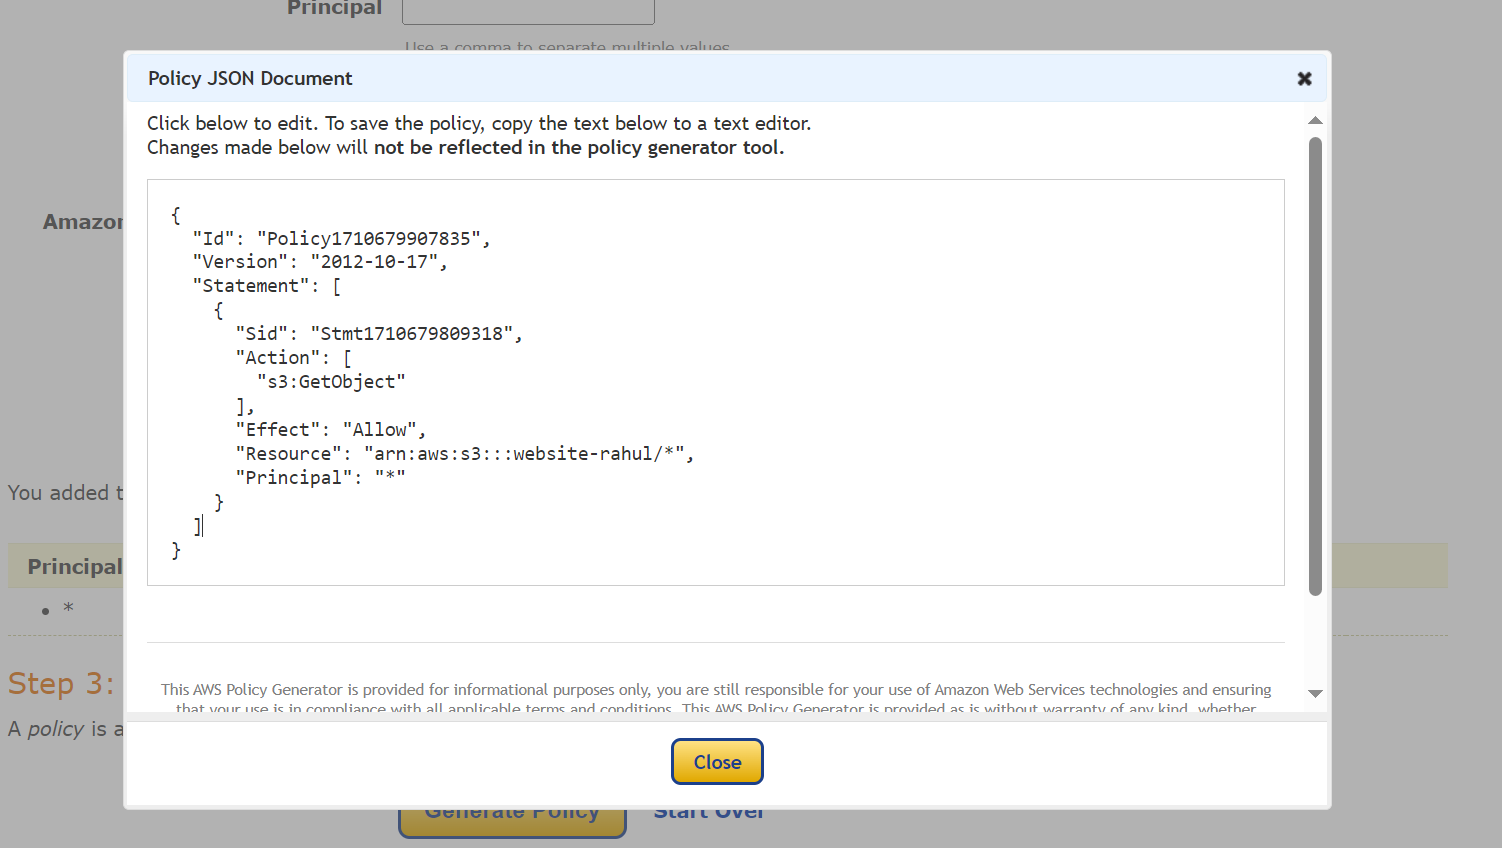 Principal
Use a comma to separate multiple values
Policy JSON Document
Click below to edit. To save the policy, copy the text below to a text editor.
Changes made below will not be reflected in the policy generator tool.
{
"Id": "Policy1710679907835",
"Version": "2012-10-17",
"Statement": [
{
"Sid": "Stmt1710679809318",
"Action": [
"s3:GetObject"
],
"Effect": "Allow",
"Resource": "arn:aws:s3:::website-rahul/*",
"Principal": "*"
}
]
}
Amazon
You added t
Principal
• *
Step 3:
A policy is a
This AWS Policy Generator is provided for informational purposes only, you are still responsible for your use of Amazon Web Services technologies and ensuring
that your use is in compliance with all applicable terms and conditions. This AWS Policy Generator is provided as is without warranty of any kind, whether
Close
Generate Policy
Start Over